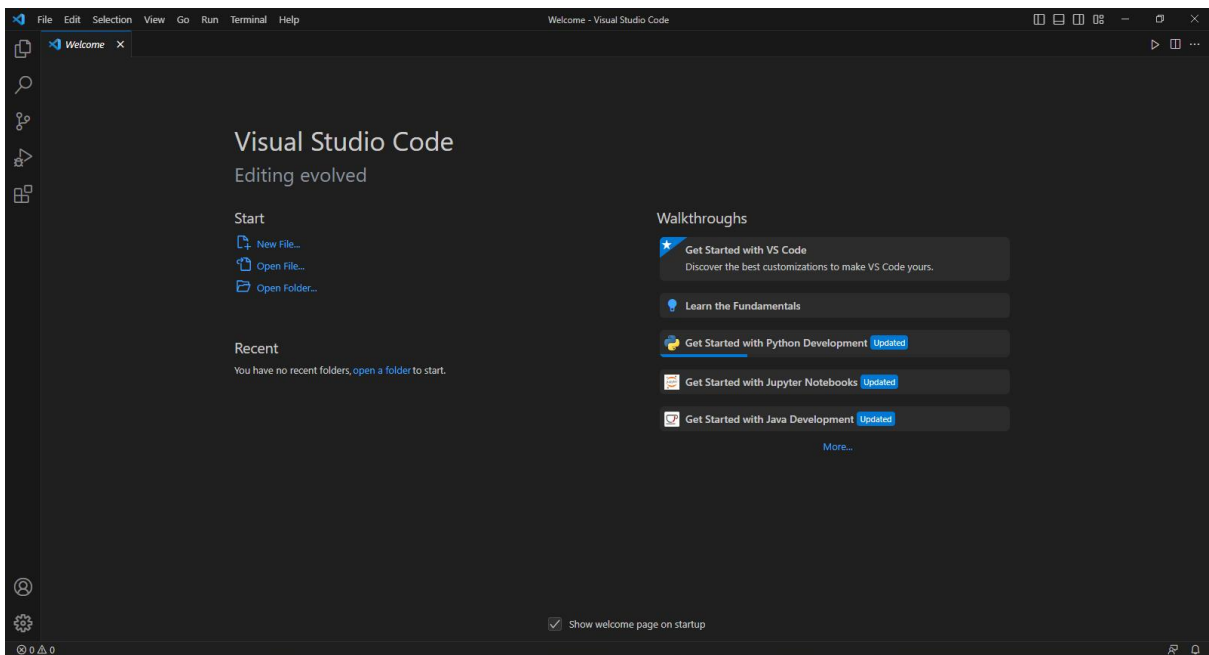 File Edit Selection View Go Run Terminal Help
Welcome - Visual Studio Code
Welcome
Visual Studio Code
Editing evolved
Start
New File...
Open File...
Open Folder...
Recent
You have no recent folders, open a folder to start.
Walkthroughs
Get Started with VS Code
Discover the best customizations to make VS Code yours.
Learn the Fundamentals
Get Started with Python Development Updated
Get Started with Jupyter Notebooks Updated
Get Started with Java Development Updated
More...
Show welcome page on startup
0 0